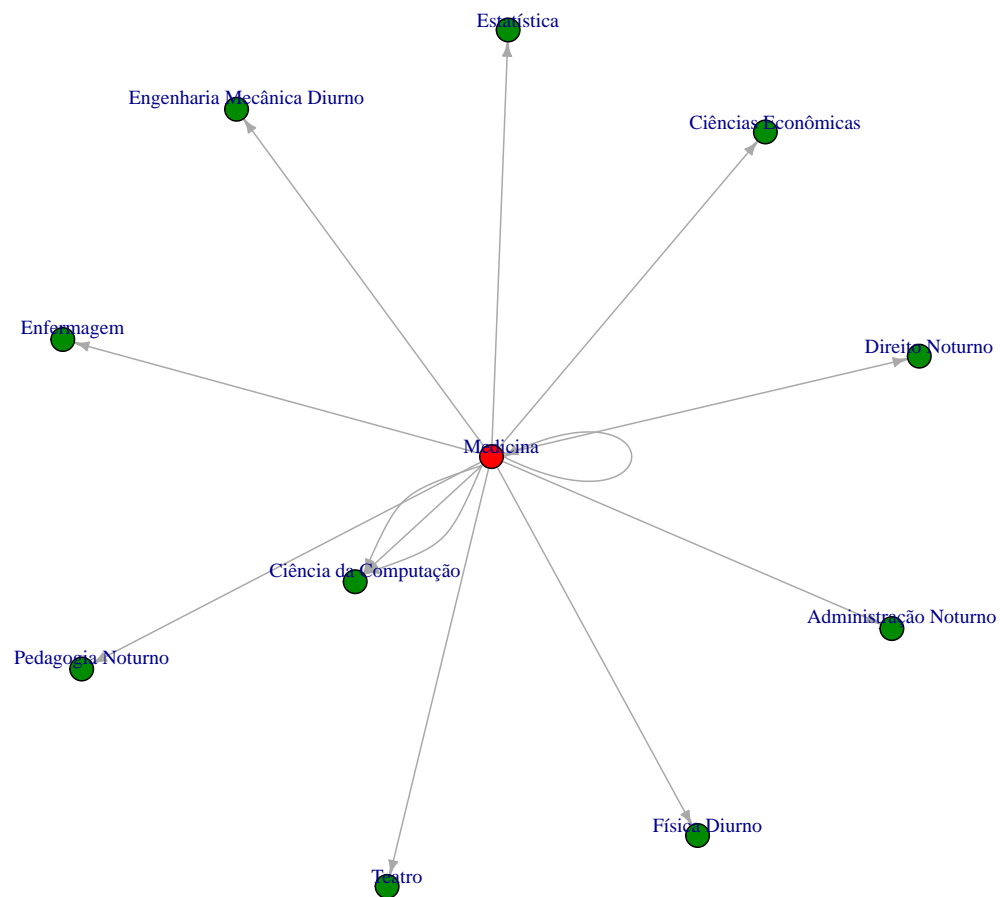 Estatística
Engenharia Mecânica Diurno
Ciências Econômicas
Enfermagem
Direito Noturno
Medicina
Ciência da Computação
Administração Noturno
Pedagogia Noturno
Física Diurno
Teatro